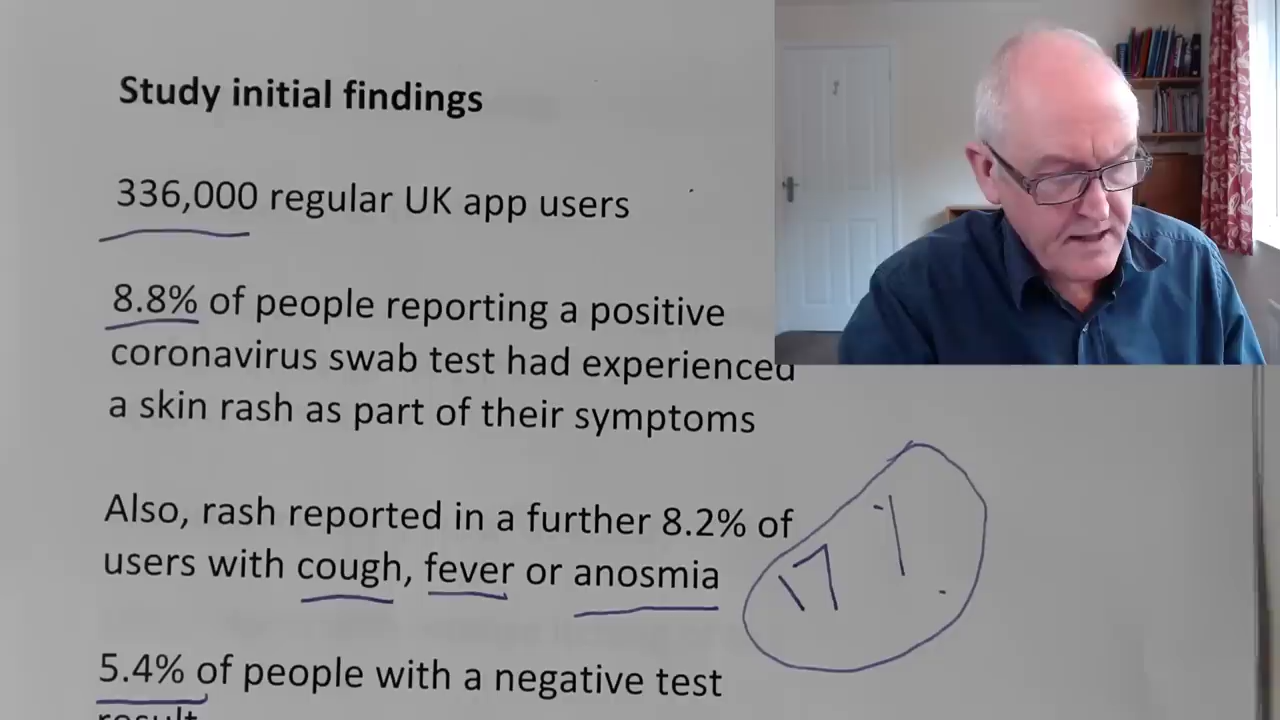 Study initial findings
336,000 regular UK app users
8.8% of people reporting a positive
coronavirus swab test had experienced
a skin rash as part of their symptoms
Also, rash reported in a further 8.2% of
users with cough, fever or anosmia
17 %
5.4% of people with a negative test
result